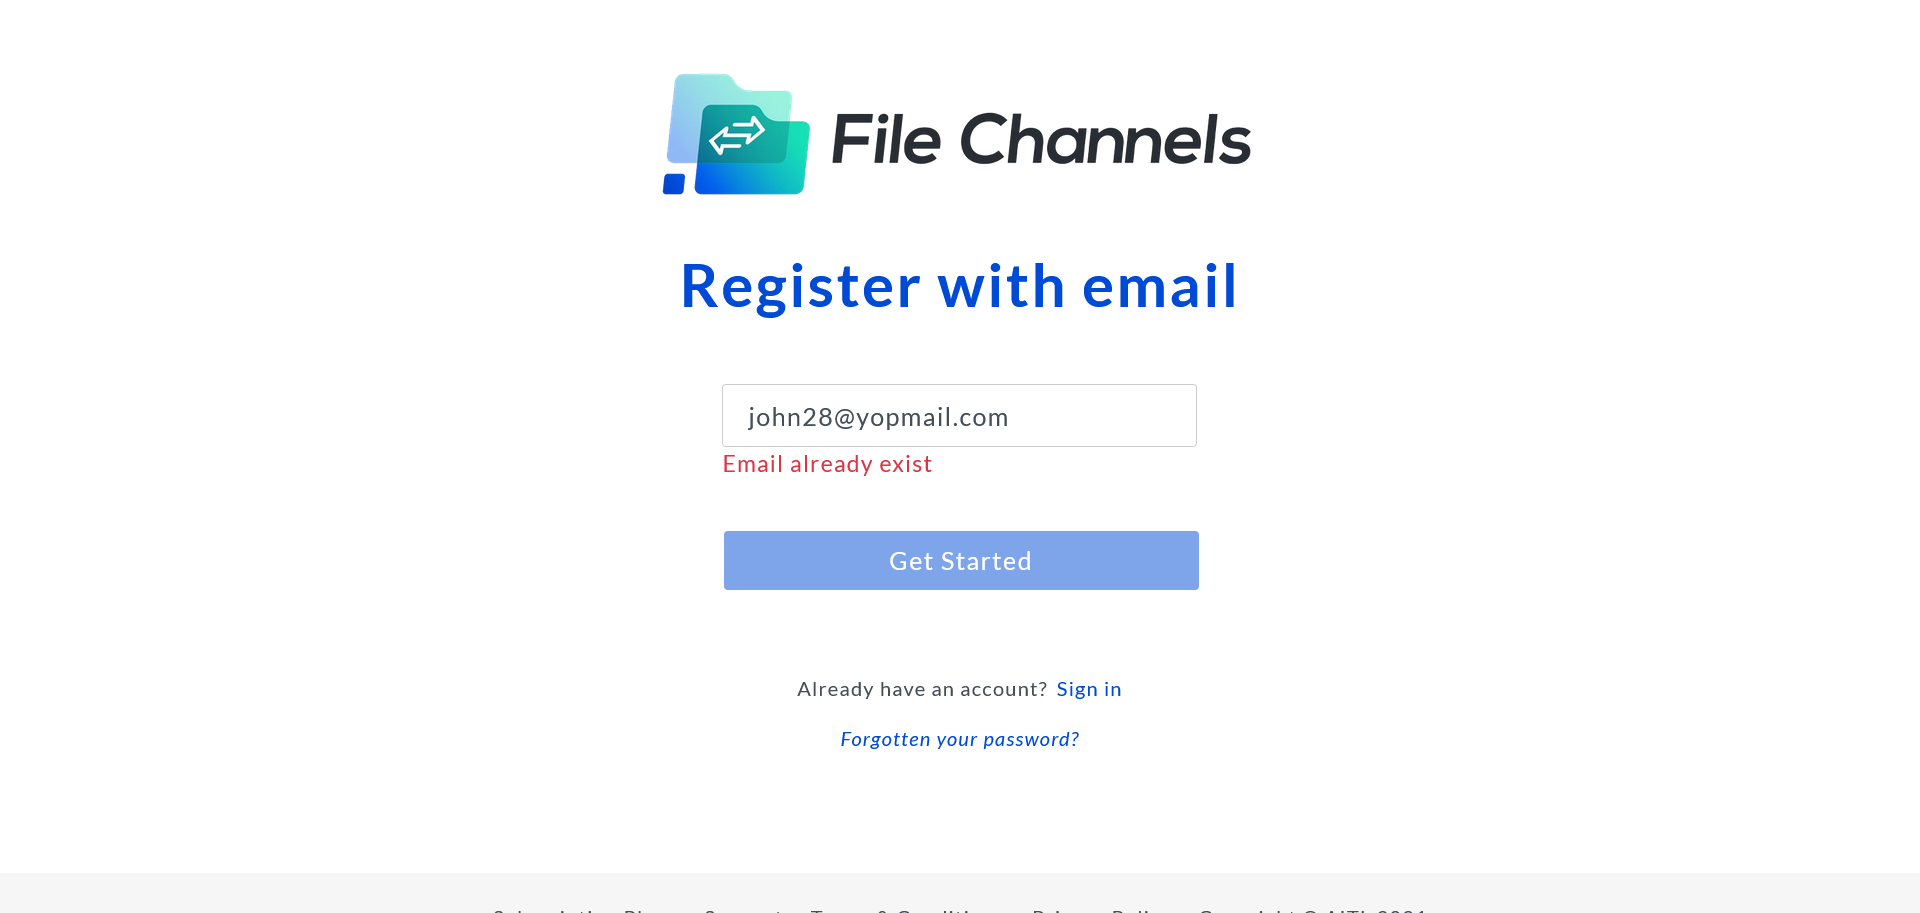 File Channels
Register with email
john28@yopmail.com
Email already exist
Get Started
Already have an account? Sign in
Forgotten your password?